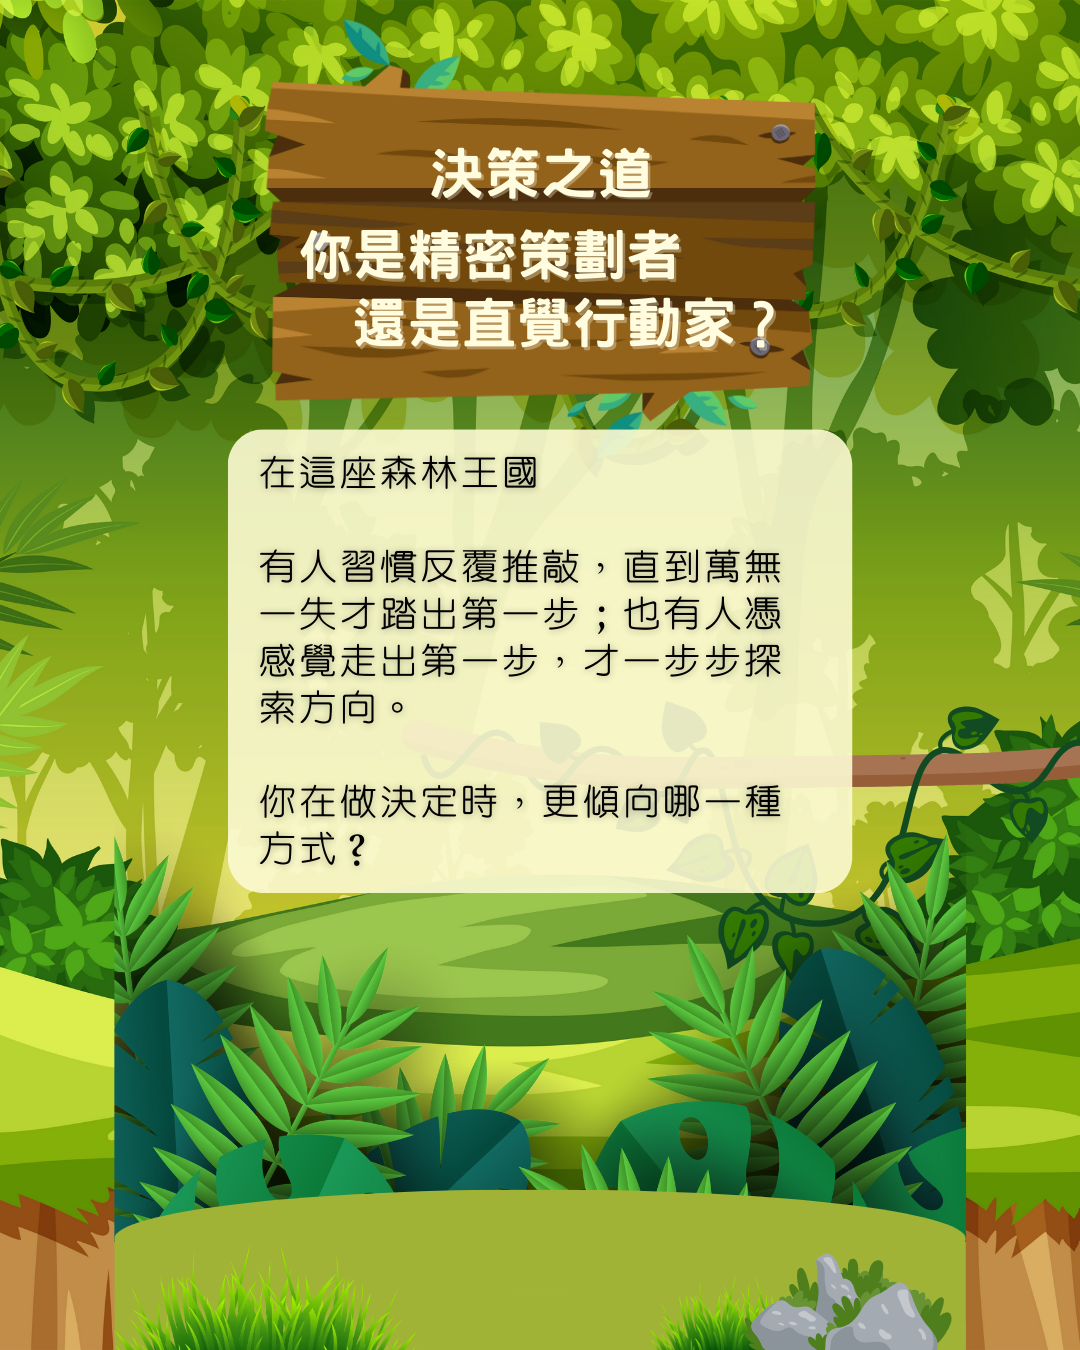 決策之道
你是精密策劃者
還是直覺行動家？
在這座森林王國
有人習慣反覆推敲，直到萬無
一失才踏出第一步；也有人憑
感覺走出第一步，才一步步探
索方向。
你在做決定時，更傾向哪一種
方式？